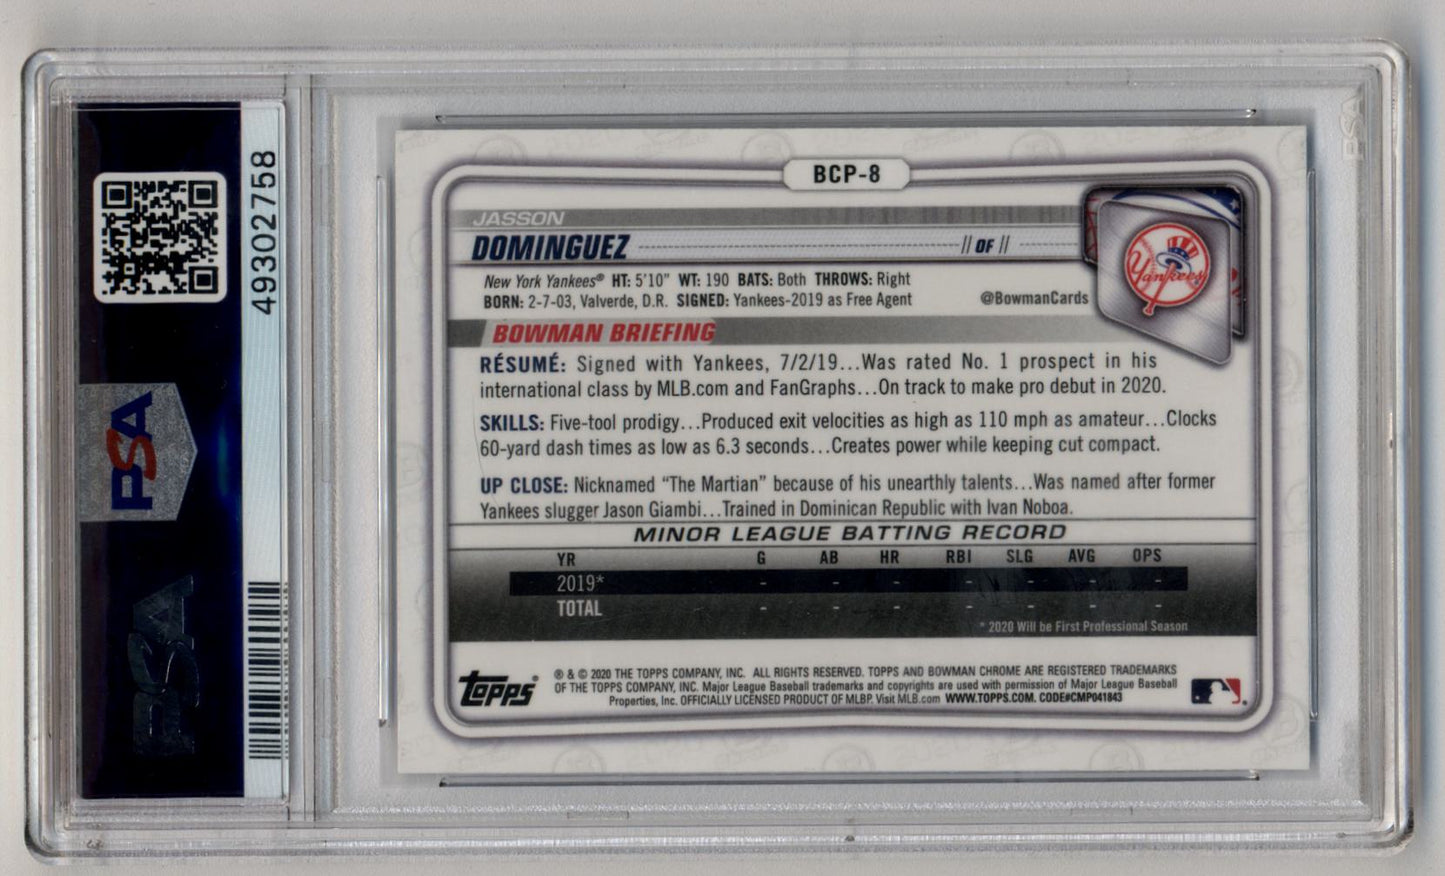 49302758
PSA
PSA
PSA
PSA
BCP-8
JASSON
DOMINGUEZ // OF //
Yankees
New York Yankees® HT: 5'10" WT: 190 BATS: Both THROWS: Right
BORN: 2-7-03, Valverde, D.R. SIGNED: Yankees-2019 as Free Agent
@BowmanCards
BOWMAN BRIEFING
RÉSUMÉ: Signed with Yankees, 7/2/19...Was rated No. 1 prospect in his
international class by MLB.com and FanGraphs...On track to make pro debut in 2020.
SKILLS: Five-tool prodigy...Produced exit velocities as high as 110 mph as amateur...Clocks
60-yard dash times as low as 6.3 seconds...Creates power while keeping cut compact.
UP CLOSE: Nicknamed “The Martian” because of his unearthly talents...Was named after former
Yankees slugger Jason Giambi...Trained in Dominican Republic with Ivan Noboa.
MINOR LEAGUE BATTING RECORD
YR G AB HR RBI SLG AVG OPS
2019* - - - - - - -
TOTAL - - - - - - -
* 2020 Will be First Professional Season
topps®
® & © 2020 THE TOPPS COMPANY, INC. ALL RIGHTS RESERVED. TOPPS AND BOWMAN CHROME ARE REGISTERED TRADEMARKS
OF THE TOPPS COMPANY, INC. Major League Baseball trademarks and copyrights are used with permission of Major League Baseball
Properties, Inc. OFFICIALLY LICENSED PRODUCT OF MLBP. Visit MLB.com WWW.TOPPS.COM. CODE#CMP041843